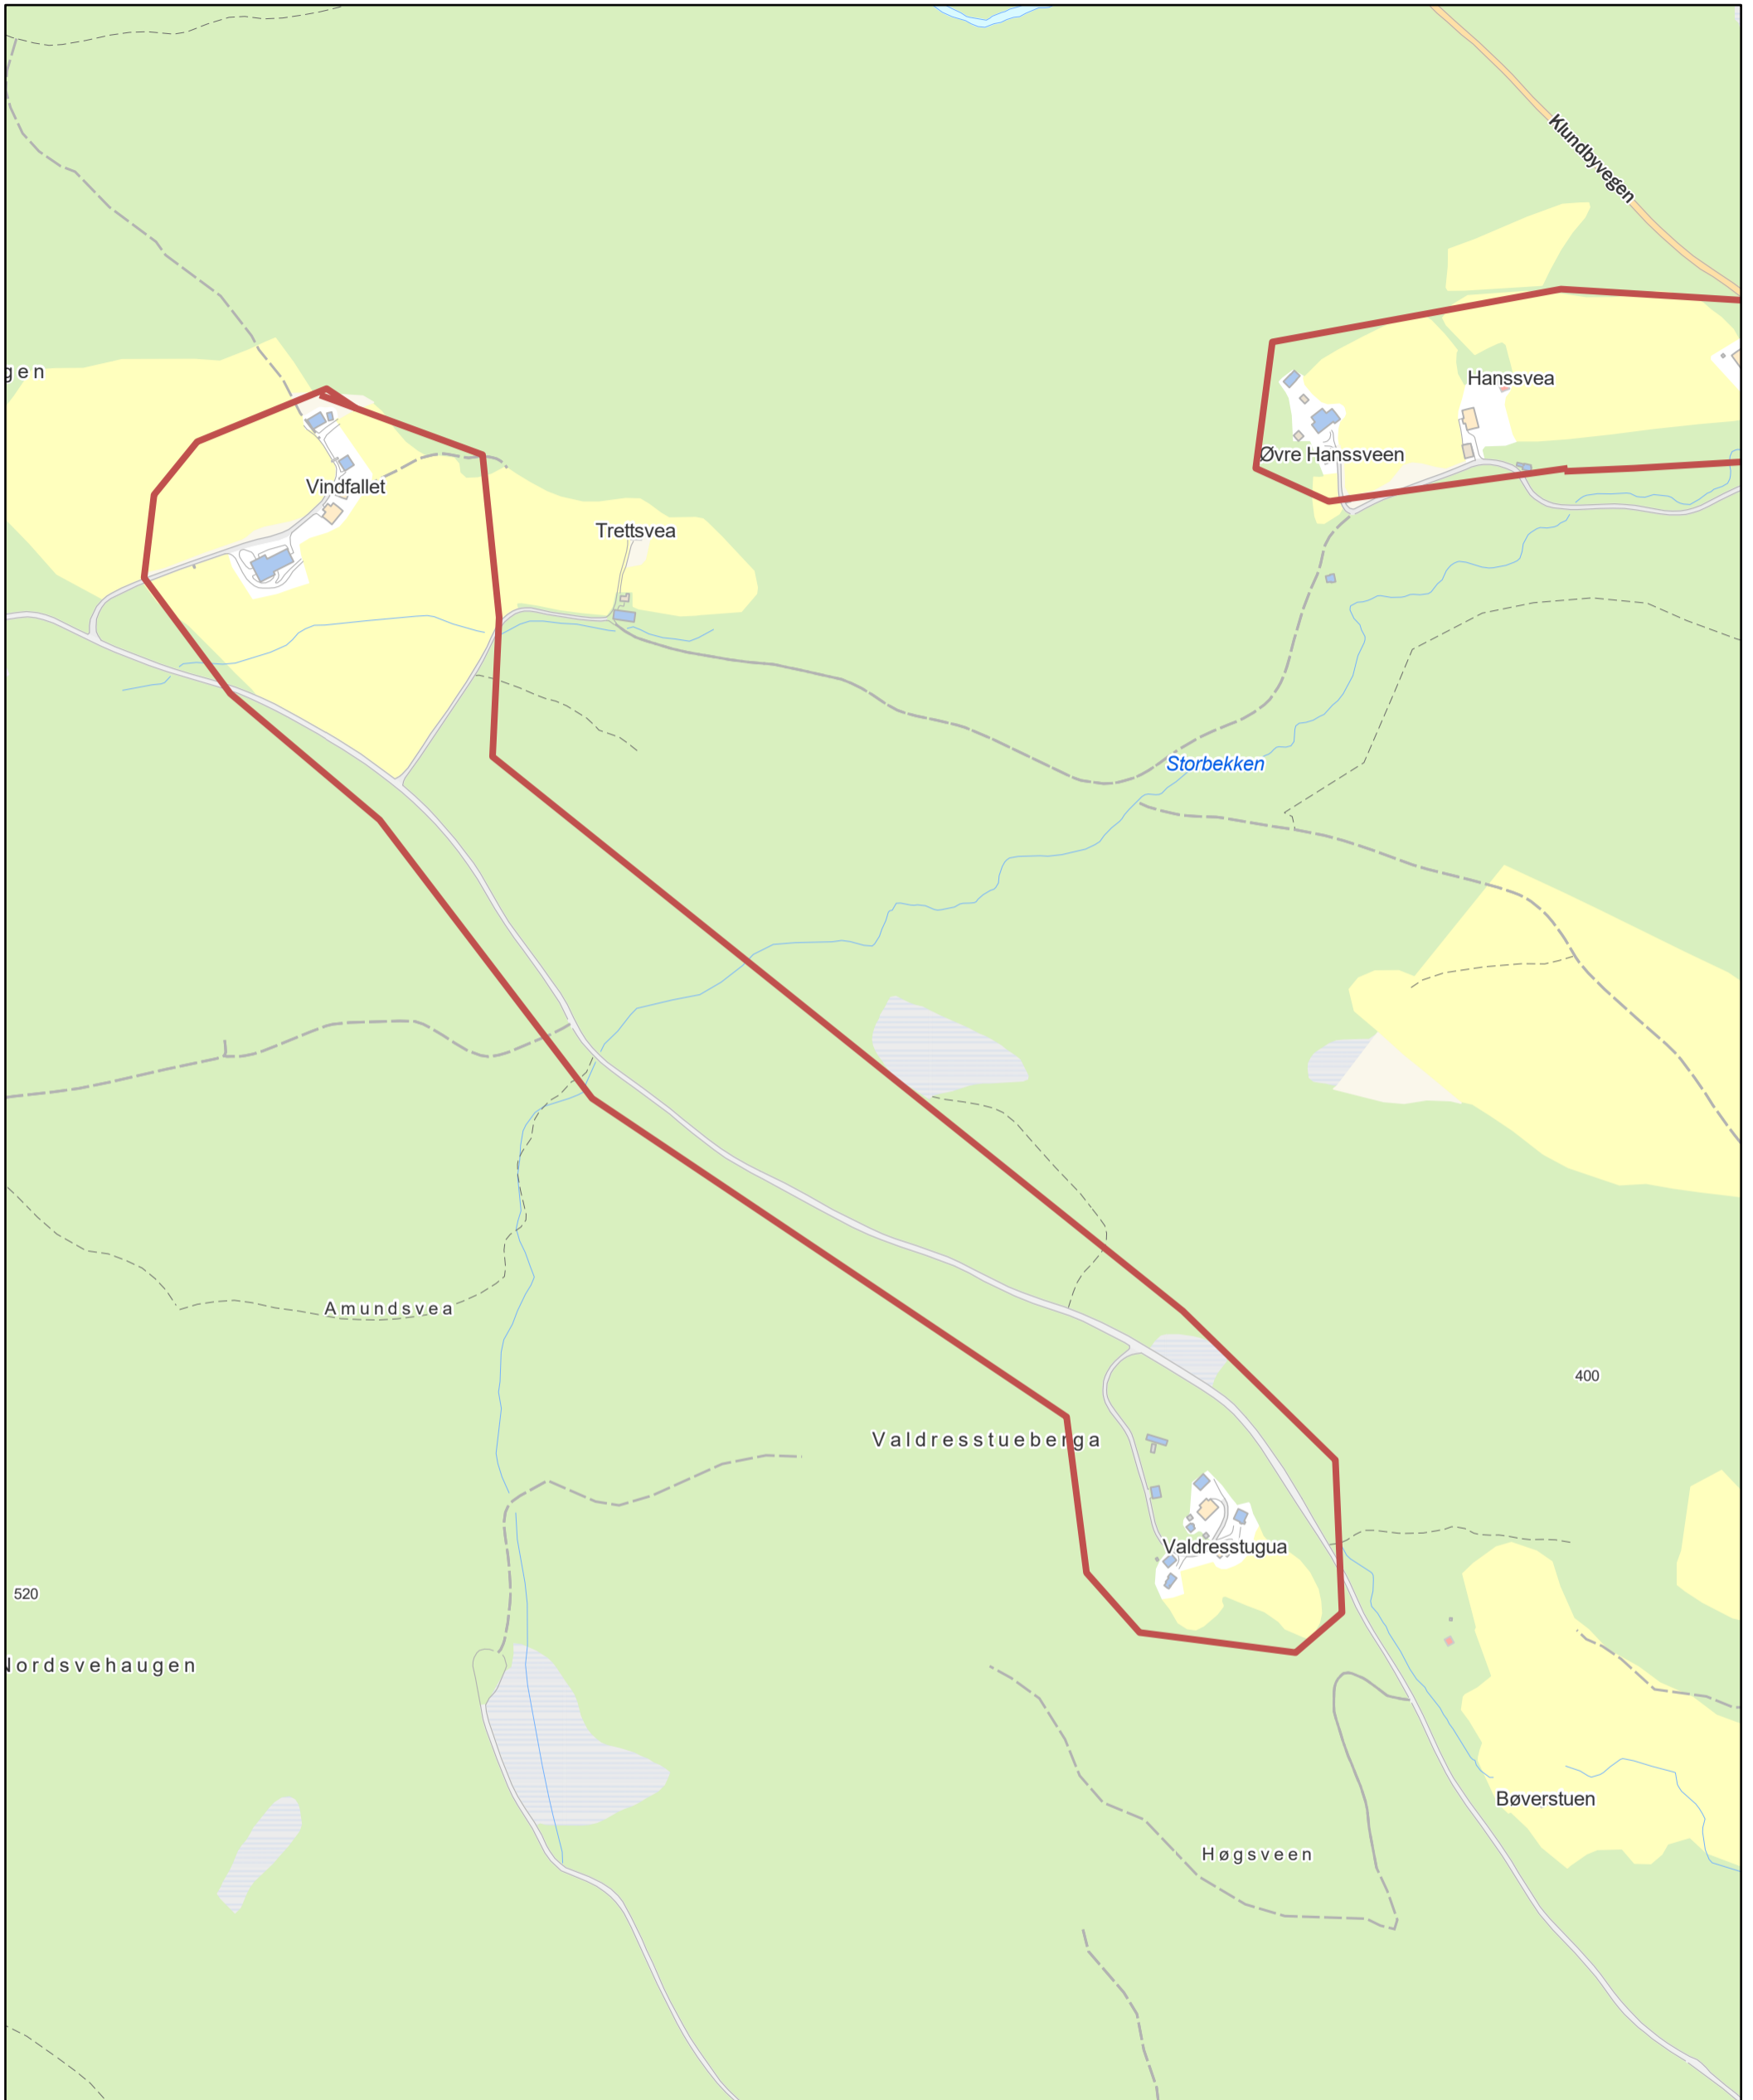 Klundbyvegen
gen
Hanssvea
Øvre Hanssveen
Vindfallet
Trettsvea
Storbekken
Amundsvea
400
Valdresstueberga
Valdresstugua
520
Nordsvehaugen
Bøverstuen
Høgsveen